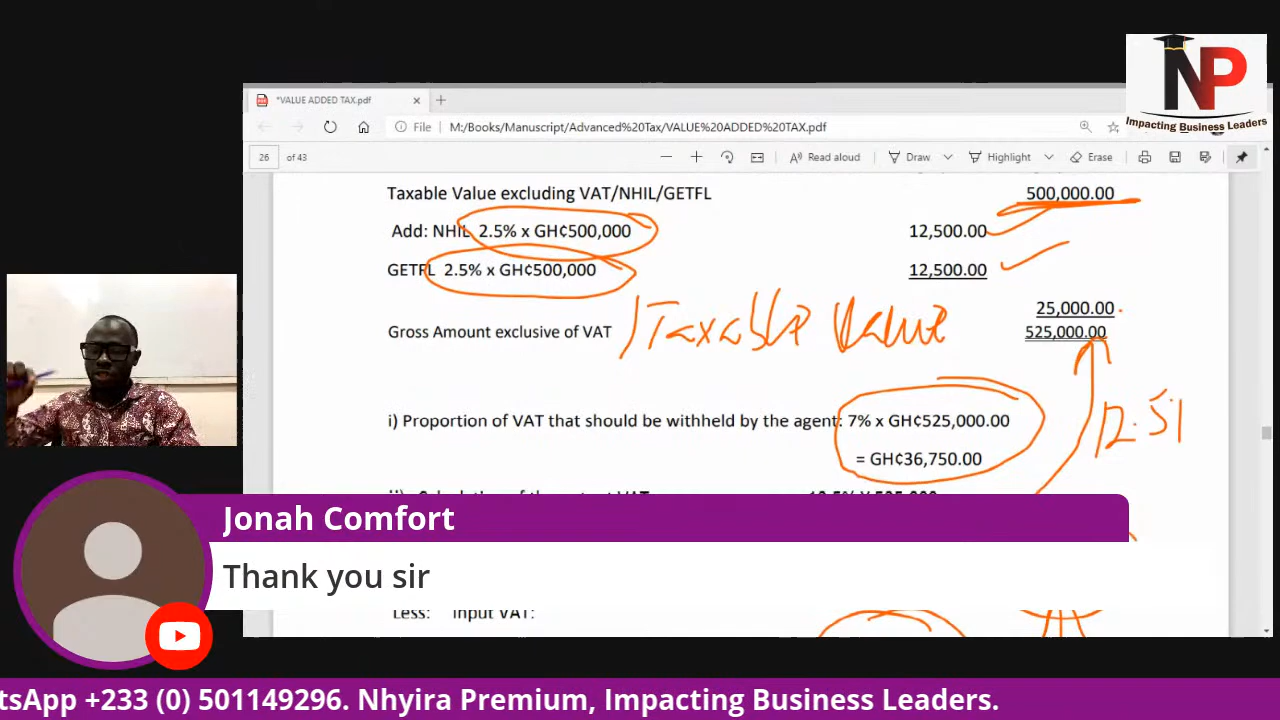 NP
Impacting Business Leaders
*VALUE ADDED TAX.pdf
File M:/Books/Manuscript/Advanced%20Tax/VALUE%20ADDED%20TAX.pdf
26 of 43 Read aloud Draw Highlight Erase
Taxable Value excluding VAT/NHIL/GETFL 500,000.00
Add: NHIL 2.5% x GH¢500,000 12,500.00
GETFL 2.5% x GH¢500,000 12,500.00
25,000.00
Gross Amount exclusive of VAT / Taxable Value 525,000.00
12.5
i) Proportion of VAT that should be withheld by the agent: 7% x GH¢525,000.00
= GH¢36,750.00
Jonah Comfort
Thank you sir
Less: Input VAT:
tsApp +233 (0) 501149296. Nhyira Premium, Impacting Business Leaders.